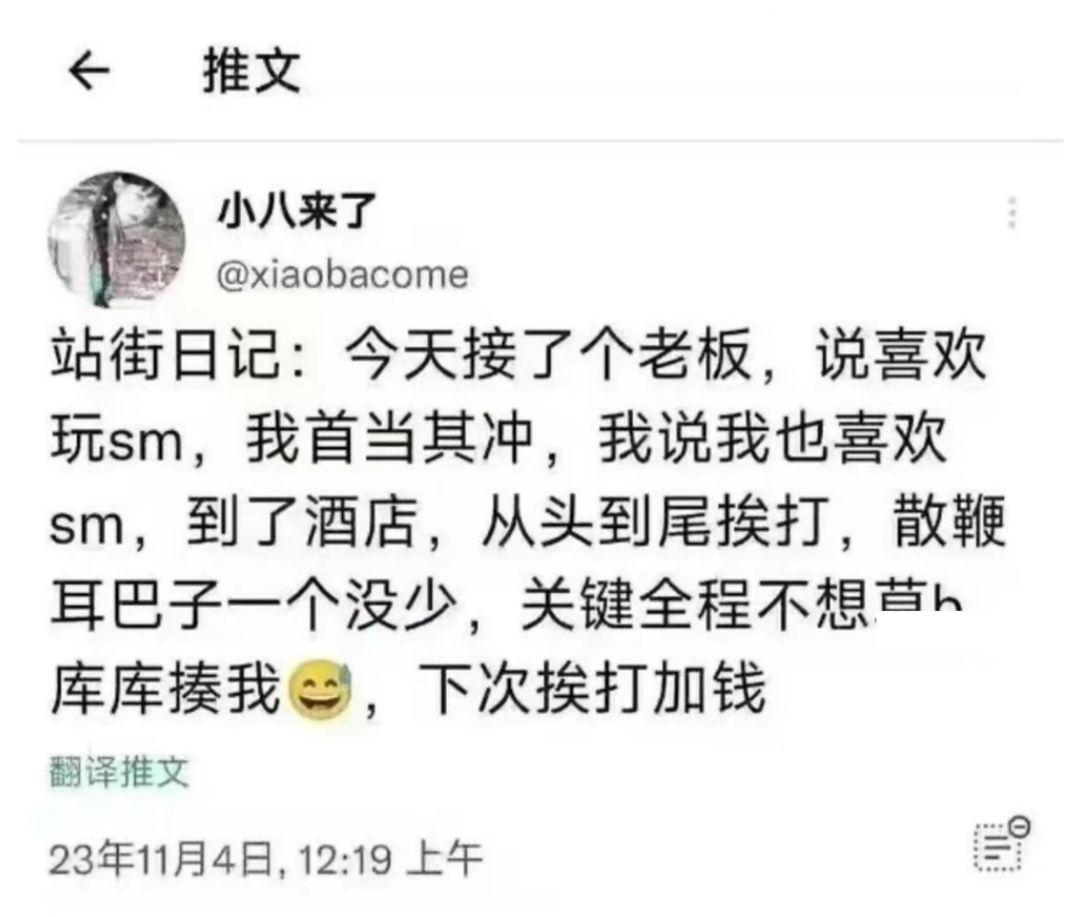 推文
小八来了
@xiaobacome
站街日记：今天接了个老板，说喜欢
玩sm，我首当其冲，我说我也喜欢
sm，到了酒店，从头到尾挨打，散鞭
耳巴子一个没少，关键全程不想
库库揍我😅，下次挨打加钱
翻译推文
23年11月4日, 12:19 上午